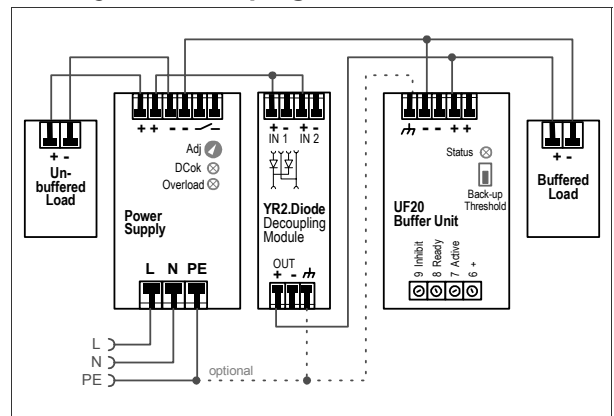 + -
Un-
buffered
Load
+ + - -
Adj
DCok
Overload
Power
Supply
L N PE
+ - + -
IN 1 IN 2
YR2.Diode
Decoupling
Module
OUT
+ -
- - + +
Status
Back-up
Threshold
UF20
Buffer Unit
9 Inhibit
8 Ready
7 Active
6 +
+ -
Buffered
Load
L
N
PE
optional